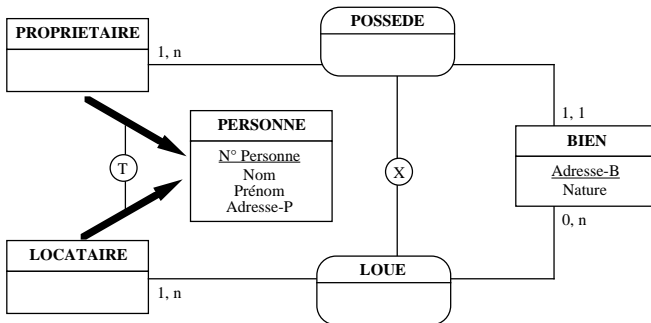 PROPRIETAIRE
1, n
POSSEDE
1, 1
PERSONNE
N° Personne
Nom
Prénom
Adresse-P
T
X
BIEN
Adresse-B
Nature
0, n
LOCATAIRE
1, n
LOUE